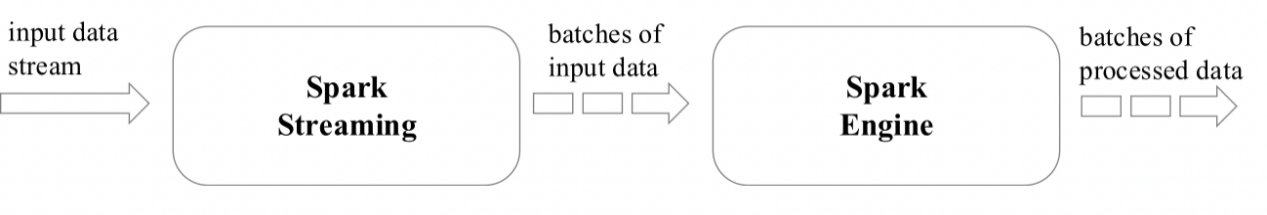 input data
stream
Spark
Streaming
batches of
input data
Spark
Engine
batches of
processed data